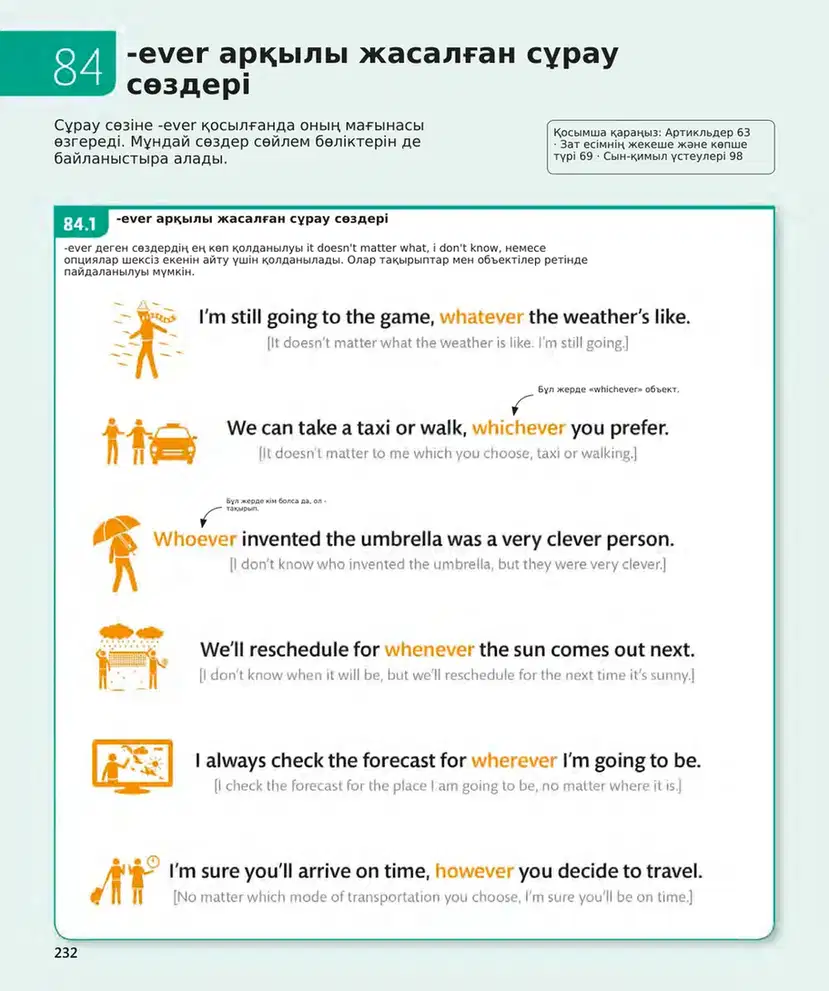 84
-ever арқылы жасалған сұрау
сөздері
Сұрау сөзіне -ever қосылғанда оның мағынасы
өзгереді. Мұндай сөздер сөйлем бөліктерін де
байланыстыра алады.
Қосымша қараңыз: Артикльдер 63
· Зат есімнің жекеше және көпше
түрі 69 · Сын-қимыл үстеулері 98
84.1
-ever арқылы жасалған сұрау сөздері
-ever деген сөздердің ең көп қолданылуы it doesn't matter what, i don't know, немесе
опциялар шексіз екенін айту үшін қолданылады. Олар тақырыптар мен объектілер ретінде
пайдаланылуы мүмкін.
I'm still going to the game, whatever the weather's like.
[It doesn't matter what the weather is like. I'm still going.]
Бұл жерде «whichever» объект.
We can take a taxi or walk, whichever you prefer.
[It doesn't matter to me which you choose, taxi or walking.]
Бұл жерде кім болса да, ол -
тақырып.
Whoever invented the umbrella was a very clever person.
[I don't know who invented the umbrella, but they were very clever.]
We'll reschedule for whenever the sun comes out next.
[I don't know when it will be, but we'll reschedule for the next time it's sunny.]
I always check the forecast for wherever I'm going to be.
[I check the forecast for the place I am going to be, no matter where it is.]
I'm sure you'll arrive on time, however you decide to travel.
[No matter which mode of transportation you choose, I'm sure you'll be on time.]
232